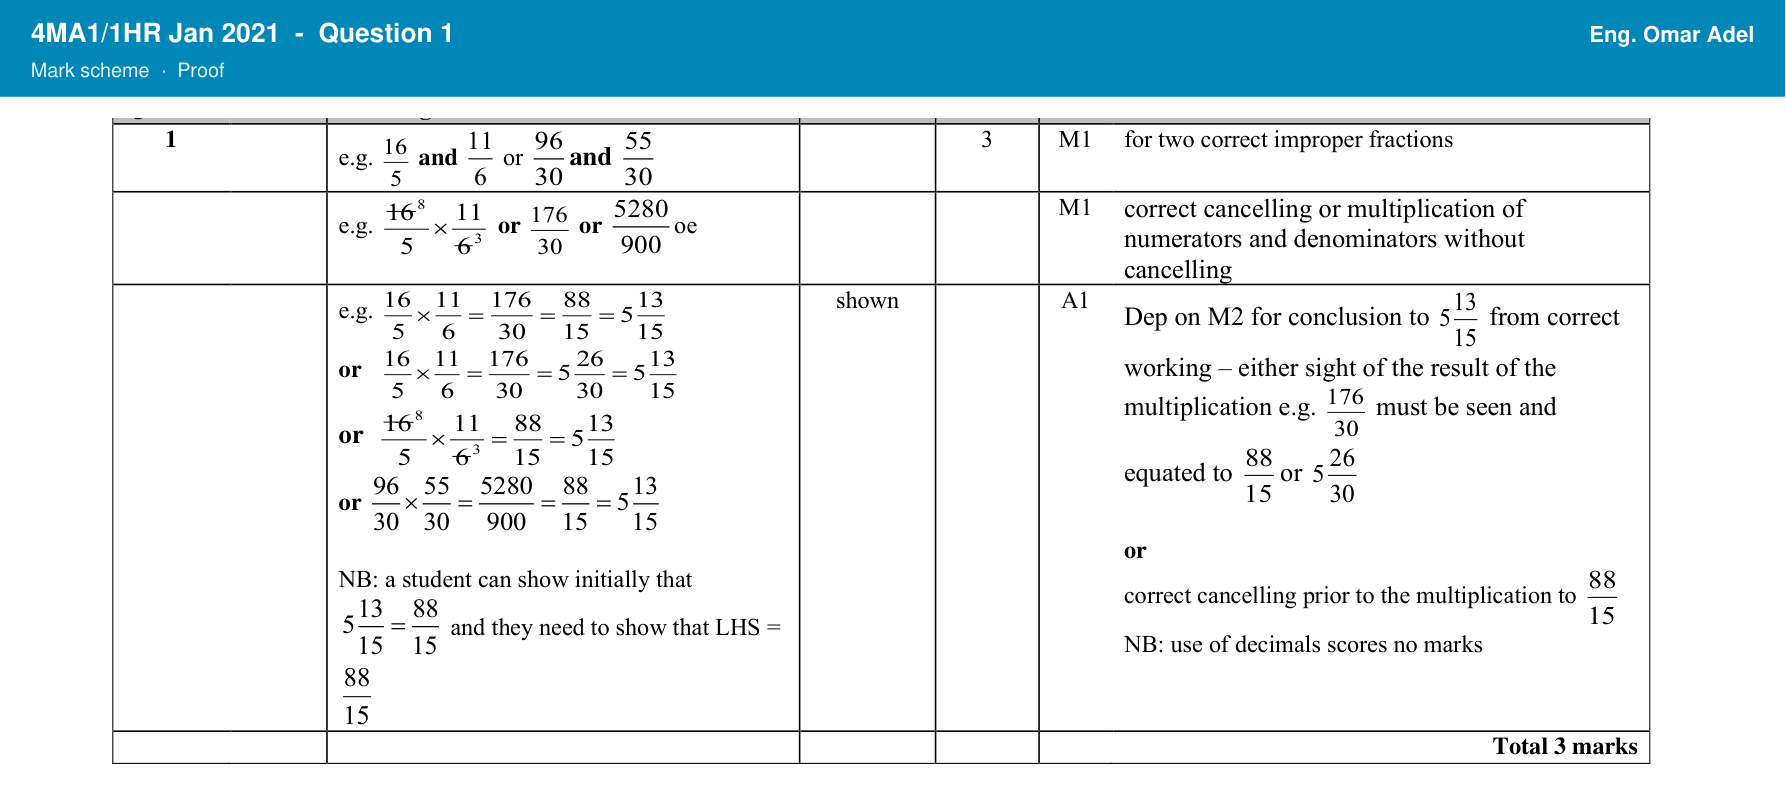 4MA1/1HR Jan 2021 - Question 1
Eng. Omar Adel
Mark scheme · Proof
1
e.g. 16/5 and 11/6 or 96/30 and 55/30
3
M1
for two correct improper fractions
e.g. 16⁸/5 × 11/6³ or 176/30 or 5280/900 oe
M1
correct cancelling or multiplication of
numerators and denominators without
cancelling
e.g. 16/5 × 11/6 = 176/30 = 88/15 = 5 13/15
or 16/5 × 11/6 = 176/30 = 5 26/30 = 5 13/15
or 16⁸/5 × 11/6³ = 88/15 = 5 13/15
or 96/30 × 55/30 = 5280/900 = 88/15 = 5 13/15
NB: a student can show initially that
5 13/15 = 88/15 and they need to show that LHS =
88/15
shown
A1
Dep on M2 for conclusion to 5 13/15 from correct
working – either sight of the result of the
multiplication e.g. 176/30 must be seen and
equated to 88/15 or 5 26/30
or
correct cancelling prior to the multiplication to 88/15
NB: use of decimals scores no marks
Total 3 marks